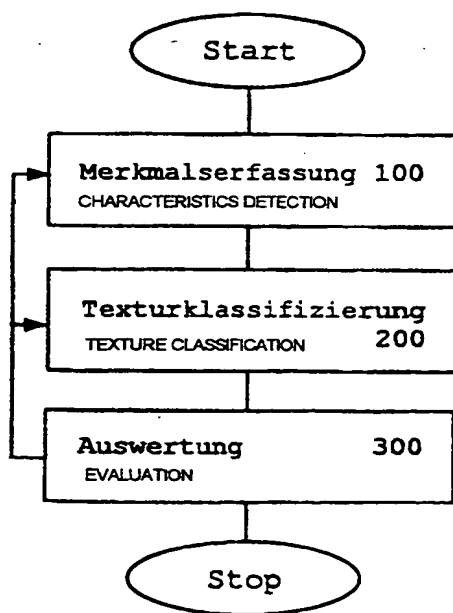 Start
Merkmalserfassung 100
CHARACTERISTICS DETECTION
Texturklassifizierung
TEXTURE CLASSIFICATION 200
Auswertung 300
EVALUATION
Stop